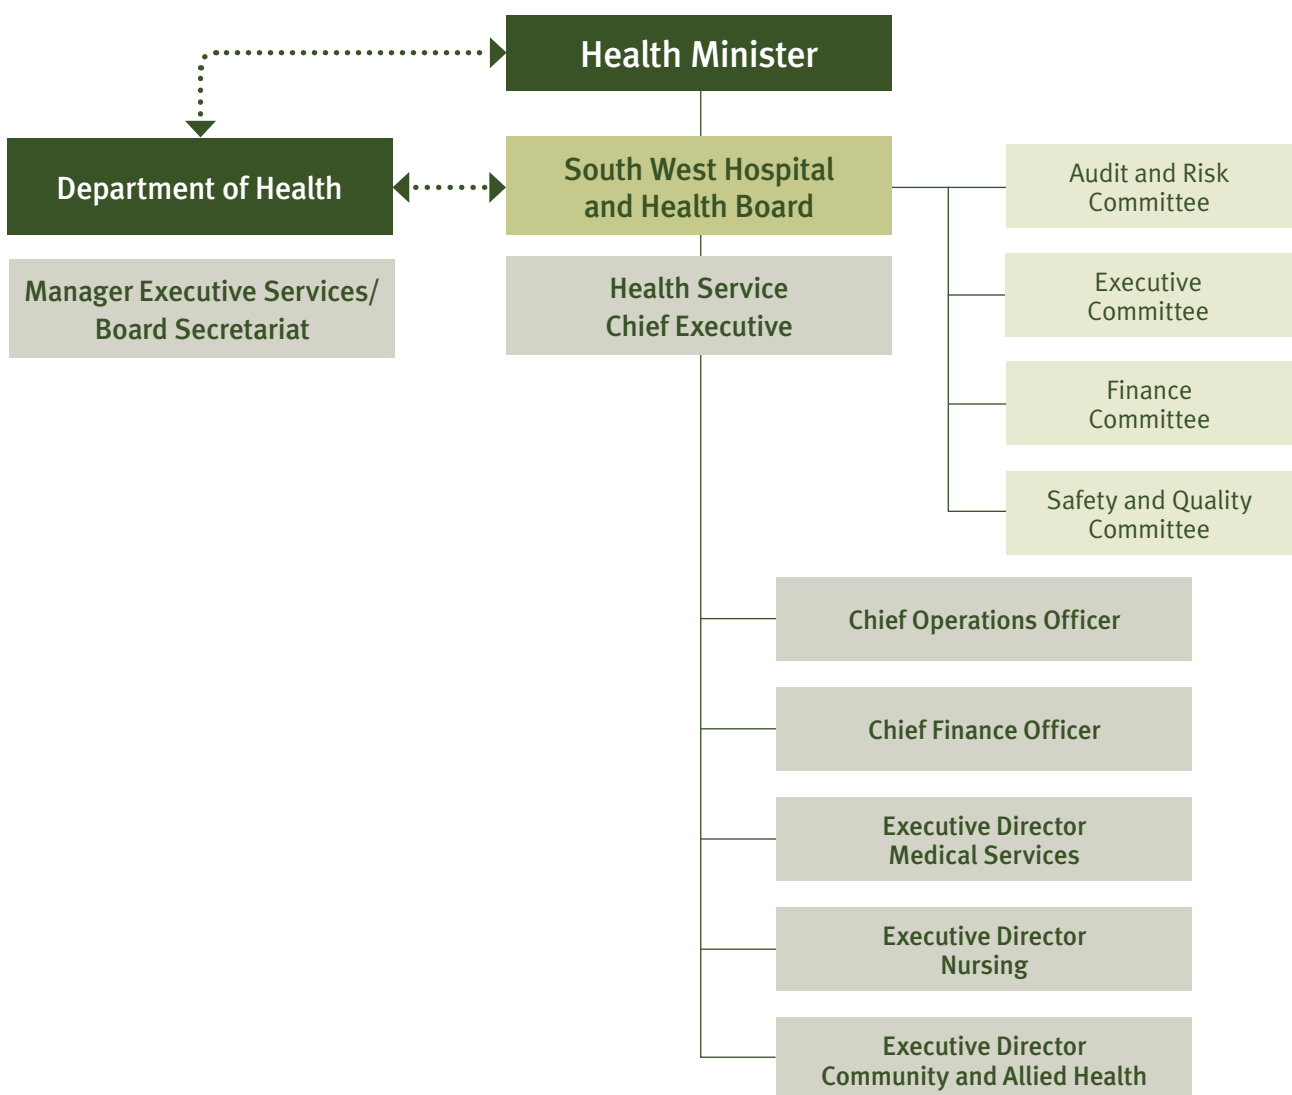 Health Minister
Department of Health
South West Hospital
and Health Board
Manager Executive Services/
Board Secretariat
Health Service
Chief Executive
Audit and Risk
Committee
Executive
Committee
Finance
Committee
Safety and Quality
Committee
Chief Operations Officer
Chief Finance Officer
Executive Director
Medical Services
Executive Director
Nursing
Executive Director
Community and Allied Health